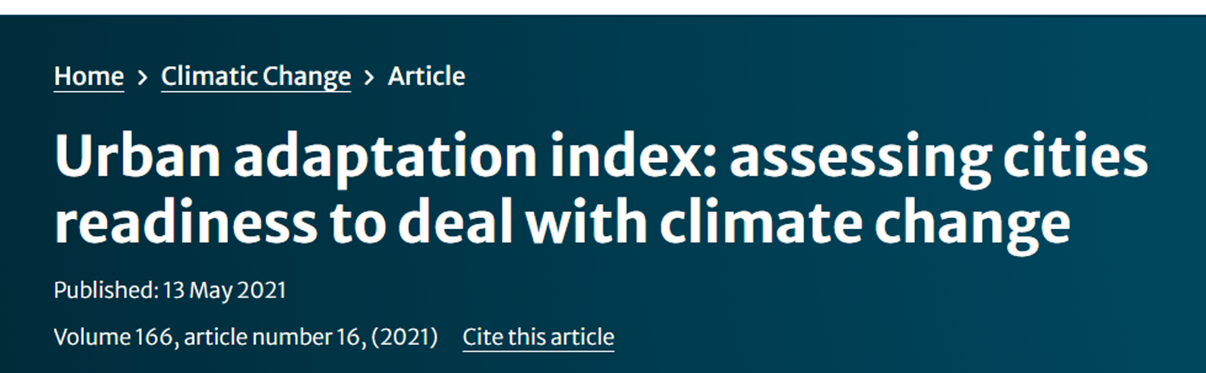 Home > Climatic Change > Article
Urban adaptation index: assessing cities
readiness to deal with climate change
Published: 13 May 2021
Volume 166, article number 16, (2021) Cite this article